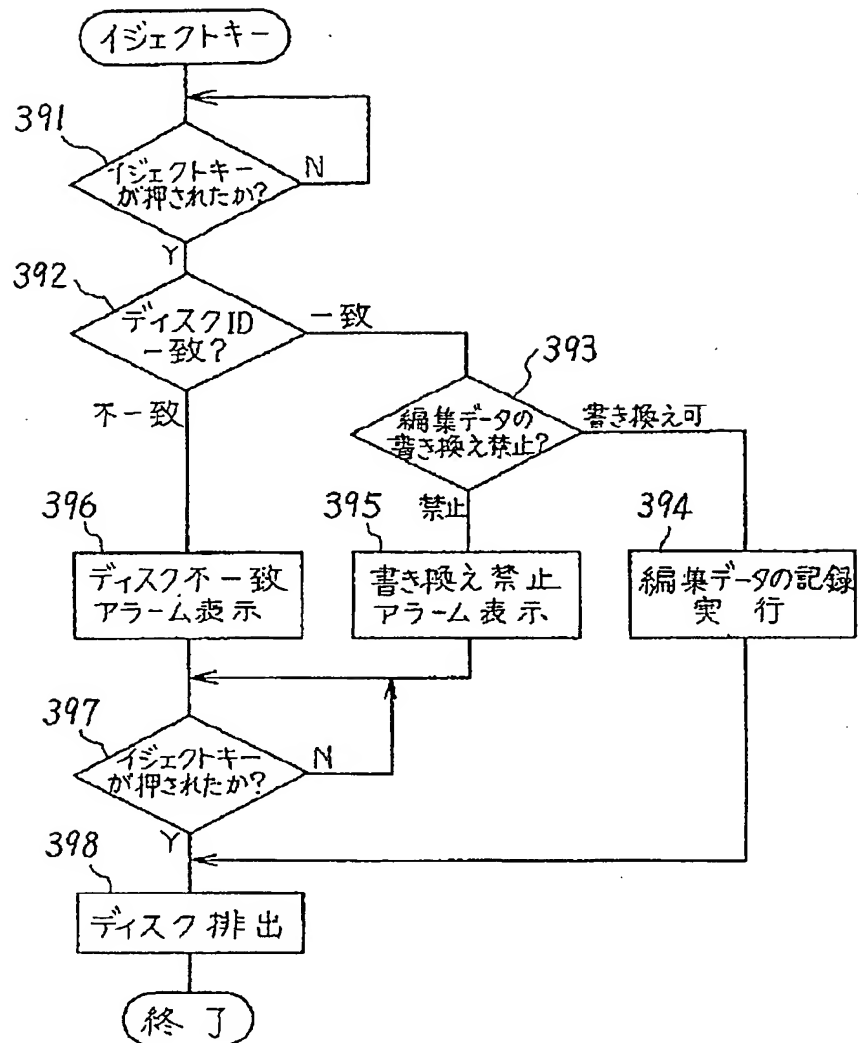 イジェクトキー
391
イジェクトキー
が押されたか?
N
Y
392
ディスクID
一致?
一致
不一致
393
編集データの
書き換え禁止?
書き換え可
禁止
396
ディスク不一致
アラーム表示
395
書き換え禁止
アラーム表示
394
編集データの記録
実行
397
イジェクトキー
が押されたか?
N
Y
398
ディスク排出
終了